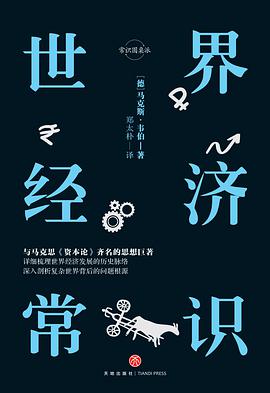 世界
常识圆桌派
[德]马克斯·韦伯—著
郑太朴—译
经济
与马克思《资本论》齐名的思想巨著
详细梳理世界经济发展的历史脉络
深入剖析复杂世界背后的问题根源
常识
天地出版社 | TIANDI PRESS